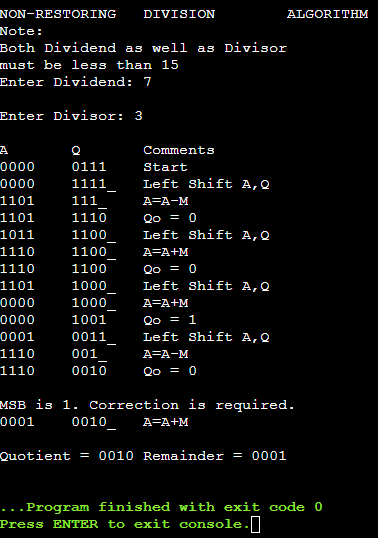 NON-RESTORING DIVISION ALGORITHM
Note:
Both Dividend as well as Divisor
must be less than 15
Enter Dividend: 7
Enter Divisor: 3
A Q Comments
0000 0111 Start
0000 1111_ Left Shift A,Q
1101 111_ A=A-M
1101 1110 Qo = 0
1011 1100_ Left Shift A,Q
1110 1100_ A=A+M
1110 1100 Qo = 0
1101 1000_ Left Shift A,Q
0000 1000_ A=A+M
0000 1001 Qo = 1
0001 0011_ Left Shift A,Q
1110 001_ A=A-M
1110 0010 Qo = 0
MSB is 1. Correction is required.
0001 0010_ A=A+M
Quotient = 0010 Remainder = 0001
...Program finished with exit code 0
Press ENTER to exit console.